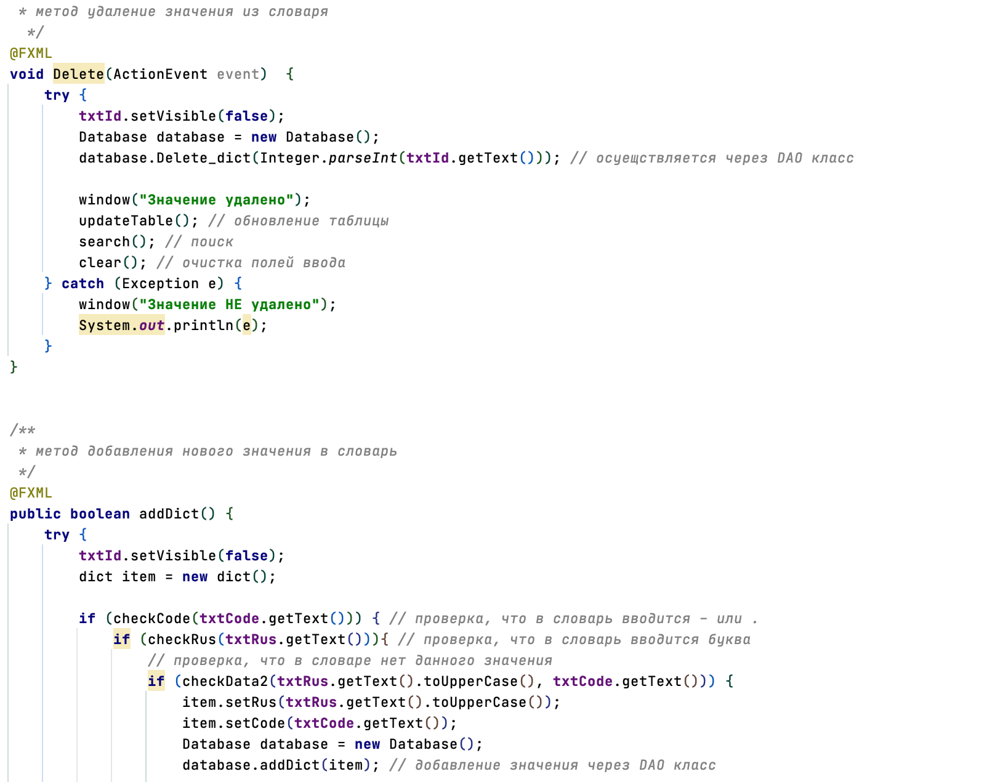 * метод удаление значения из словаря
*/
@FXML
void Delete(ActionEvent event)  {
try {
txtId.setVisible(false);
Database database = new Database();
database.Delete_dict(Integer.parseInt(txtId.getText())); // осуещствляется через DAO класс
window("Значение удалено");
updateTable(); // обновление таблицы
search(); // поиск
clear(); // очистка полей ввода
} catch (Exception e) {
window("Значение НЕ удалено");
System.out.println(e);
}
}
/**
* метод добавления нового значения в словарь
*/
@FXML
public boolean addDict() {
try {
txtId.setVisible(false);
dict item = new dict();
if (checkCode(txtCode.getText())) { // проверка, что в словарь вводится - или .
if (checkRus(txtRus.getText())){ // проверка, что в словарь вводится буква
// проверка, что в словаре нет данного значения
if (checkData2(txtRus.getText().toUpperCase(), txtCode.getText())) {
item.setRus(txtRus.getText().toUpperCase());
item.setCode(txtCode.getText());
Database database = new Database();
database.addDict(item); // добавление значения через DAO класс